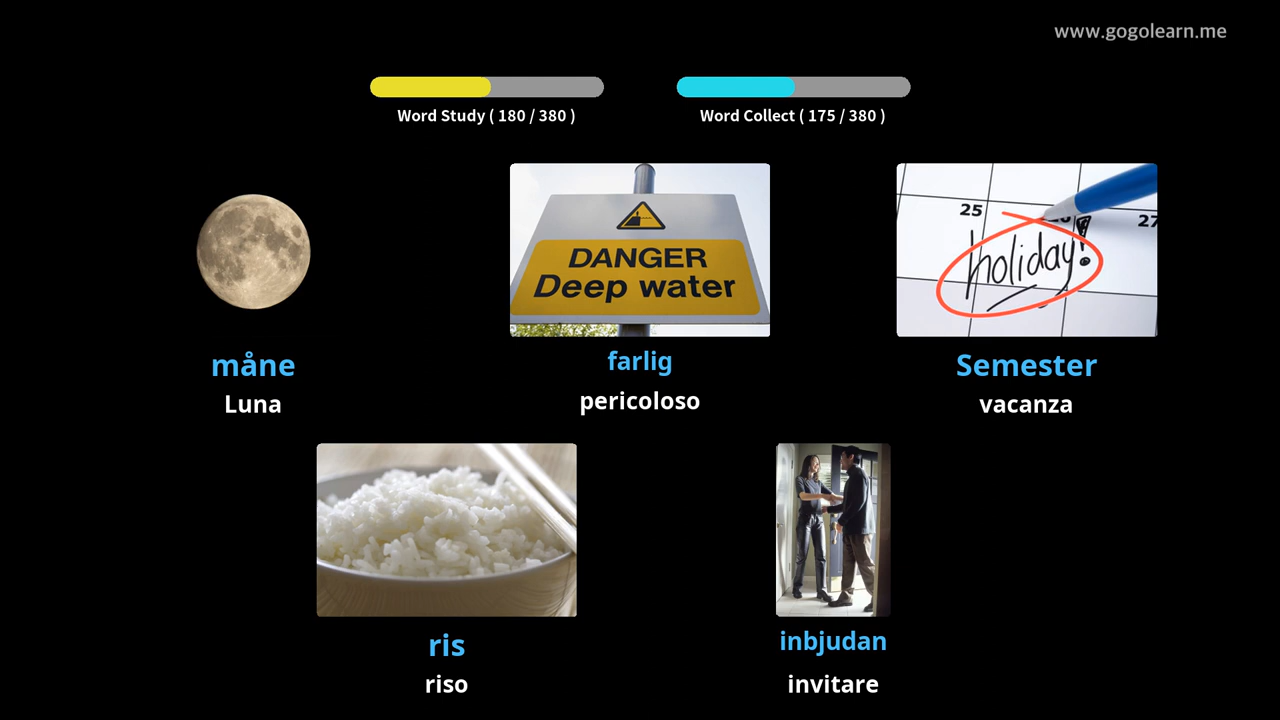 www.gogolearn.me
Word Study ( 180 / 380 )
Word Collect ( 175 / 380 )
DANGER
Deep water
25
27
holiday!
måne
Luna
farlig
pericoloso
Semester
vacanza
ris
riso
inbjudan
invitare